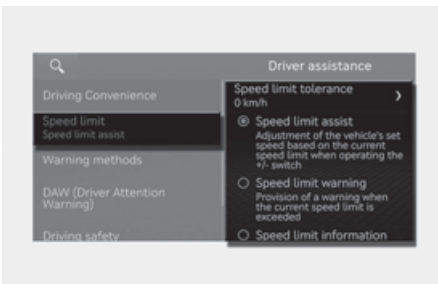 Driver assistance
Driving Convenience
Speed limit
Speed limit assist
Warning methods
DAW (Driver Attention
Warning)
Driving safety
Speed limit tolerance
0 km/h
Speed limit assist
Adjustment of the vehicle's set
speed based on the current
speed limit when operating the
+/- switch
Speed limit warning
Provision of a warning when
the current speed limit is
exceeded
Speed limit information